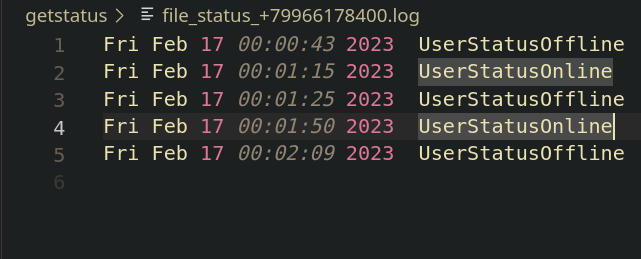 getstatus > file_status_+79966178400.log
1 Fri Feb 17 00:00:43 2023 UserStatusOffline
2 Fri Feb 17 00:01:15 2023 UserStatusOnline
3 Fri Feb 17 00:01:25 2023 UserStatusOffline
4 Fri Feb 17 00:01:50 2023 UserStatusOnline
5 Fri Feb 17 00:02:09 2023 UserStatusOffline
6